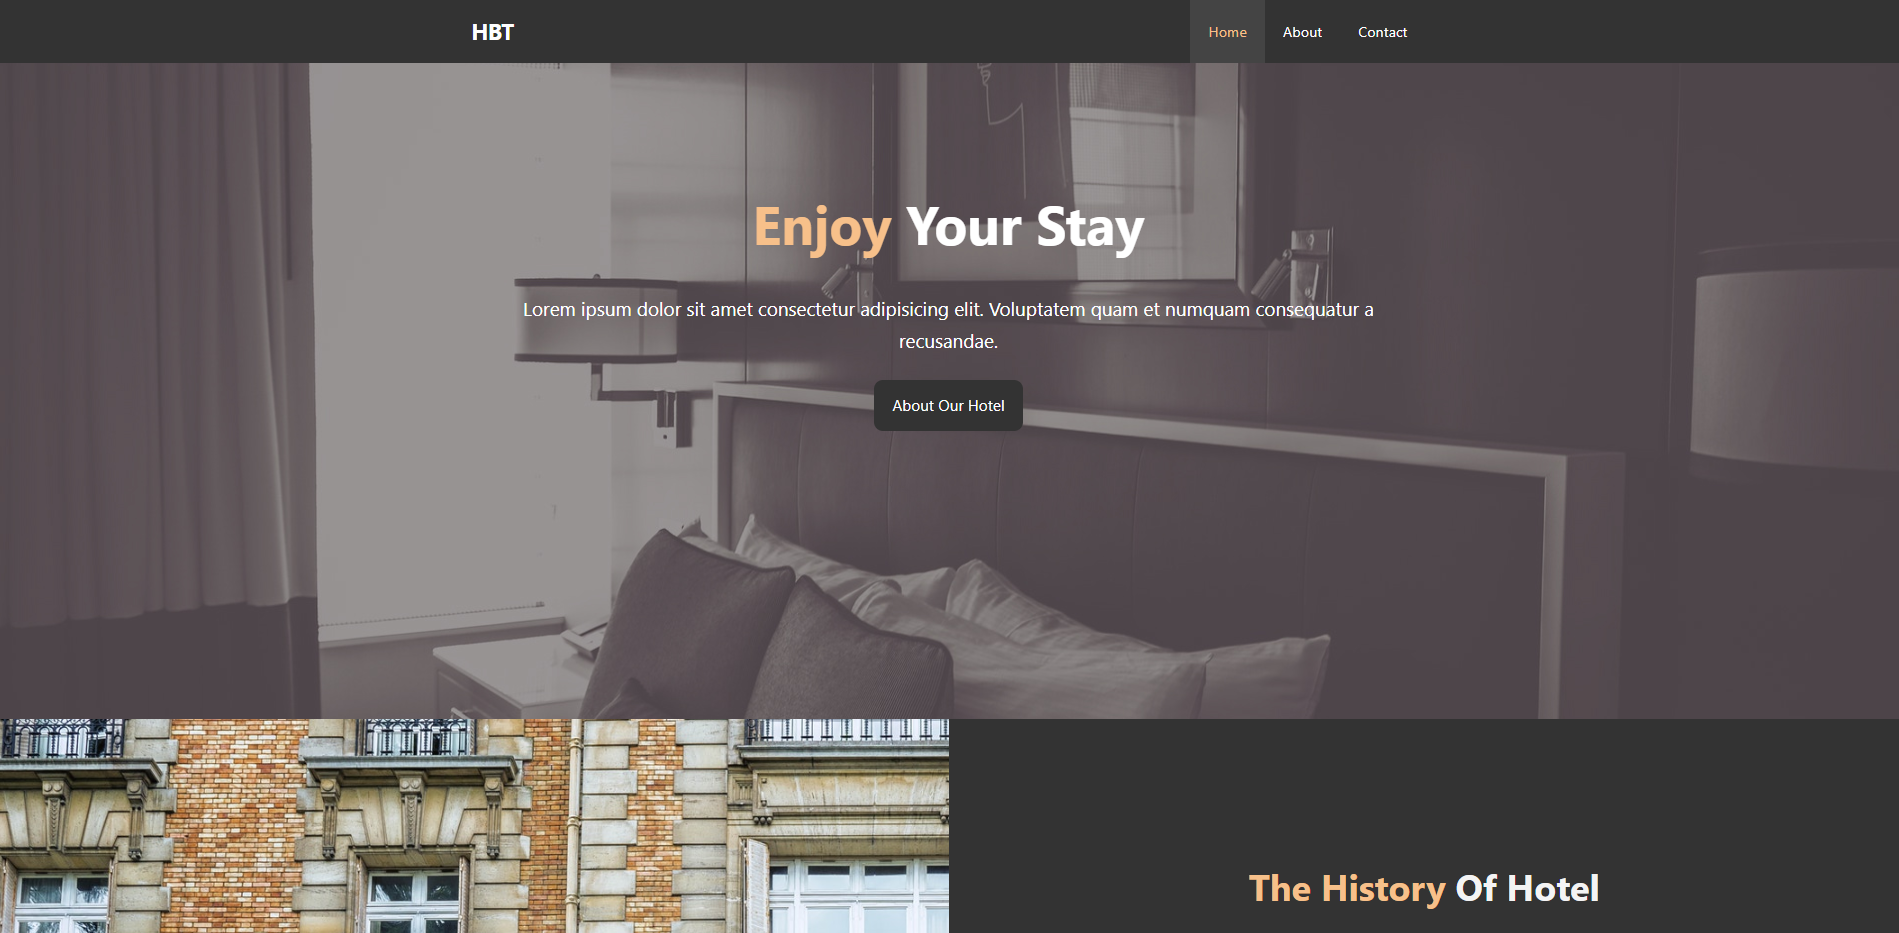 HBT
Home About Contact
Enjoy Your Stay
Lorem ipsum dolor sit amet consectetur adipisicing elit. Voluptatem quam et numquam consequatur a
recusandae.
About Our Hotel
The History Of Hotel